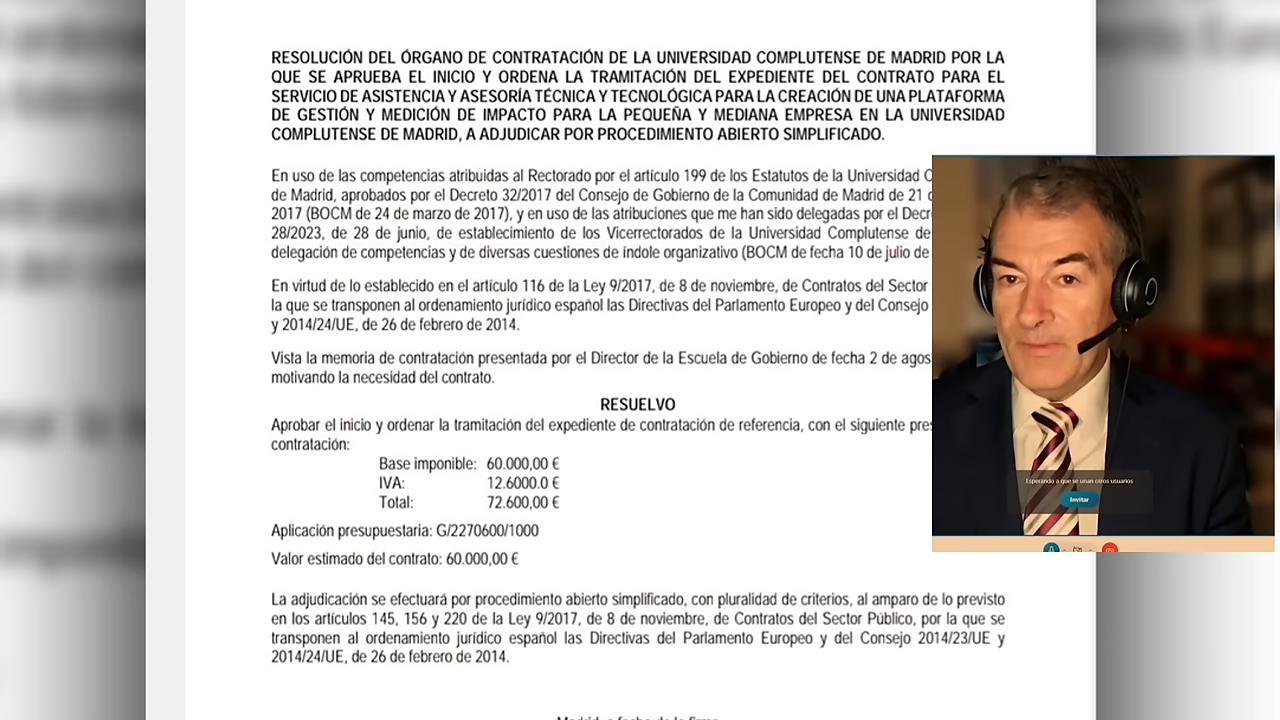 RESOLUCIÓN DEL ÓRGANO DE CONTRATACIÓN DE LA UNIVERSIDAD COMPLUTENSE DE MADRID POR LA
QUE SE APRUEBA EL INICIO Y ORDENA LA TRAMITACIÓN DEL EXPEDIENTE DEL CONTRATO PARA EL
SERVICIO DE ASISTENCIA Y ASESORÍA TÉCNICA Y TECNOLÓGICA PARA LA CREACIÓN DE UNA PLATAFORMA
DE GESTIÓN Y MEDICIÓN DE IMPACTO PARA LA PEQUEÑA Y MEDIANA EMPRESA EN LA UNIVERSIDAD
COMPLUTENSE DE MADRID, A ADJUDICAR POR PROCEDIMIENTO ABIERTO SIMPLIFICADO.
En uso de las competencias atribuidas al Rectorado por el artículo 199 de los Estatutos de la Universidad
de Madrid, aprobados por el Decreto 32/2017 del Consejo de Gobierno de la Comunidad de Madrid de 21
2017 (BOCM de 24 de marzo de 2017), y en uso de las atribuciones que me han sido delegadas por el
28/2023, de 28 de junio, de establecimiento de los Vicerrectorados de la Universidad Complutense de
delegación de competencias y de diversas cuestiones de índole organizativo (BOCM de fecha 10 de julio de
En virtud de lo establecido en el artículo 116 de la Ley 9/2017, de 8 de noviembre, de Contratos del Sector
la que se transponen al ordenamiento jurídico español las Directivas del Parlamento Europeo y del Consejo
y 2014/24/UE, de 26 de febrero de 2014.
Vista la memoria de contratación presentada por el Director de la Escuela de Gobierno de fecha 2 de
motivando la necesidad del contrato.
RESUELVO
Aprobar el inicio y ordenar la tramitación del expediente de contratación de referencia, con el siguiente
contratación:
Base imponible: 60.000,00 €
IVA: 12.6000.0 €
Total: 72.600,00 €
Aplicación presupuestaria: G/2270600/1000
Valor estimado del contrato: 60.000,00 €
La adjudicación se efectuará por procedimiento abierto simplificado, con pluralidad de criterios, al amparo de lo previsto
en los artículos 145, 156 y 220 de la Ley 9/2017, de 8 de noviembre, de Contratos del Sector Público, por la que se
transponen al ordenamiento jurídico español las Directivas del Parlamento Europeo y del Consejo 2014/23/UE y
2014/24/UE, de 26 de febrero de 2014.
Madrid, a fecha de la firma
Esperando a que se unan otros usuarios
Invitar